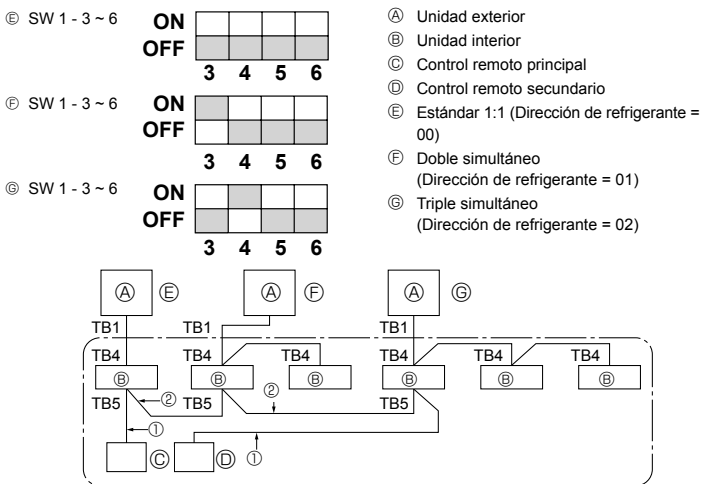 Ⓔ SW 1 - 3 ~ 6
ON
OFF
3 4 5 6
Ⓕ SW 1 - 3 ~ 6
ON
OFF
3 4 5 6
Ⓖ SW 1 - 3 ~ 6
ON
OFF
3 4 5 6
Ⓐ Unidad exterior
Ⓑ Unidad interior
Ⓒ Control remoto principal
Ⓓ Control remoto secundario
Ⓔ Estándar 1:1 (Dirección de refrigerante =
00)
Ⓕ Doble simultáneo
(Dirección de refrigerante = 01)
Ⓖ Triple simultáneo
(Dirección de refrigerante = 02)
Ⓐ Ⓔ Ⓐ Ⓕ Ⓐ Ⓖ
TB1 TB1 TB1
TB4 TB4 TB4 TB4 TB4 TB4
Ⓑ Ⓑ Ⓑ Ⓑ Ⓑ Ⓑ
TB5 ② TB5 ② TB5
①
Ⓒ Ⓓ ①